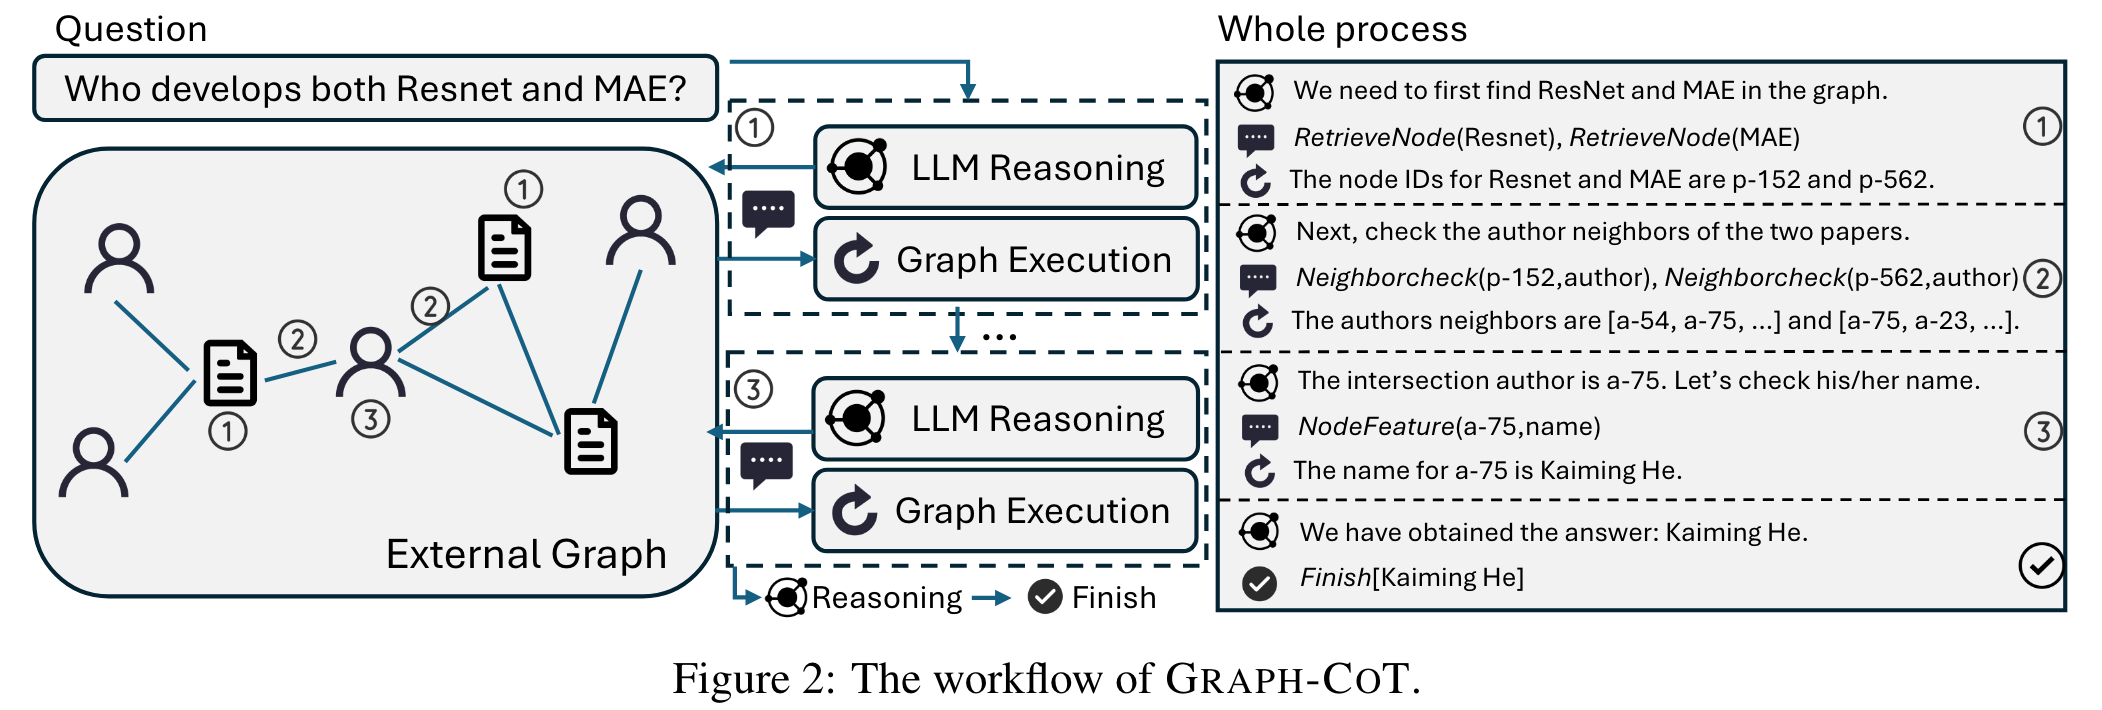 Question
Who develops both Resnet and MAE?
①
②
②
①
③
External Graph
①
LLM Reasoning
Graph Execution
...
③
LLM Reasoning
Graph Execution
Reasoning
Finish
Whole process
We need to first find ResNet and MAE in the graph.
RetrieveNode(Resnet), RetrieveNode(MAE)
①
The node IDs for Resnet and MAE are p-152 and p-562.
Next, check the author neighbors of the two papers.
Neighborcheck(p-152,author), Neighborcheck(p-562,author)
②
The authors neighbors are [a-54, a-75, ...] and [a-75, a-23, ...].
The intersection author is a-75. Let's check his/her name.
NodeFeature(a-75,name)
③
The name for a-75 is Kaiming He.
We have obtained the answer: Kaiming He.
Finish[Kaiming He]
Figure 2: The workflow of GRAPH-COT.